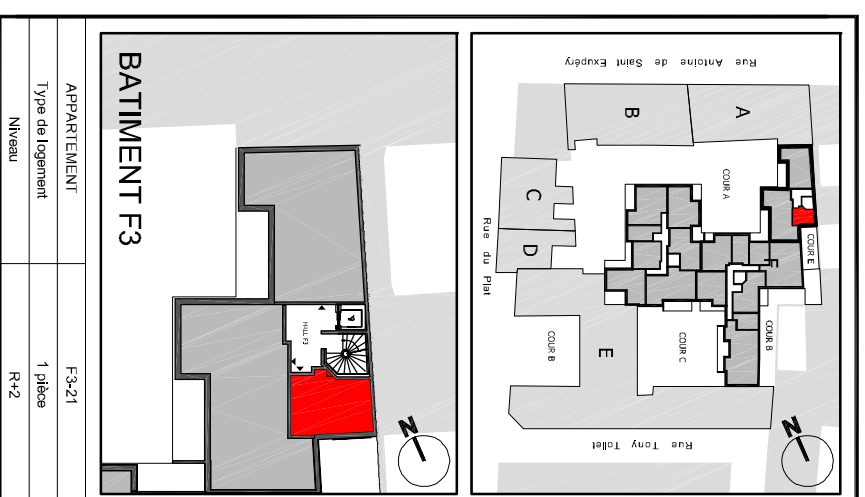 Rue Antoine de Saint Exupéry
A
B
C
D
COUR A
COUR E
F
COUR B
COUR C
E
COUR B
Rue du Plat
Rue Tony Tollet
N
BATIMENT F3
HALL F3
N
APPARTEMENT F3-21
Type de logement 1 pièce
Niveau R+2